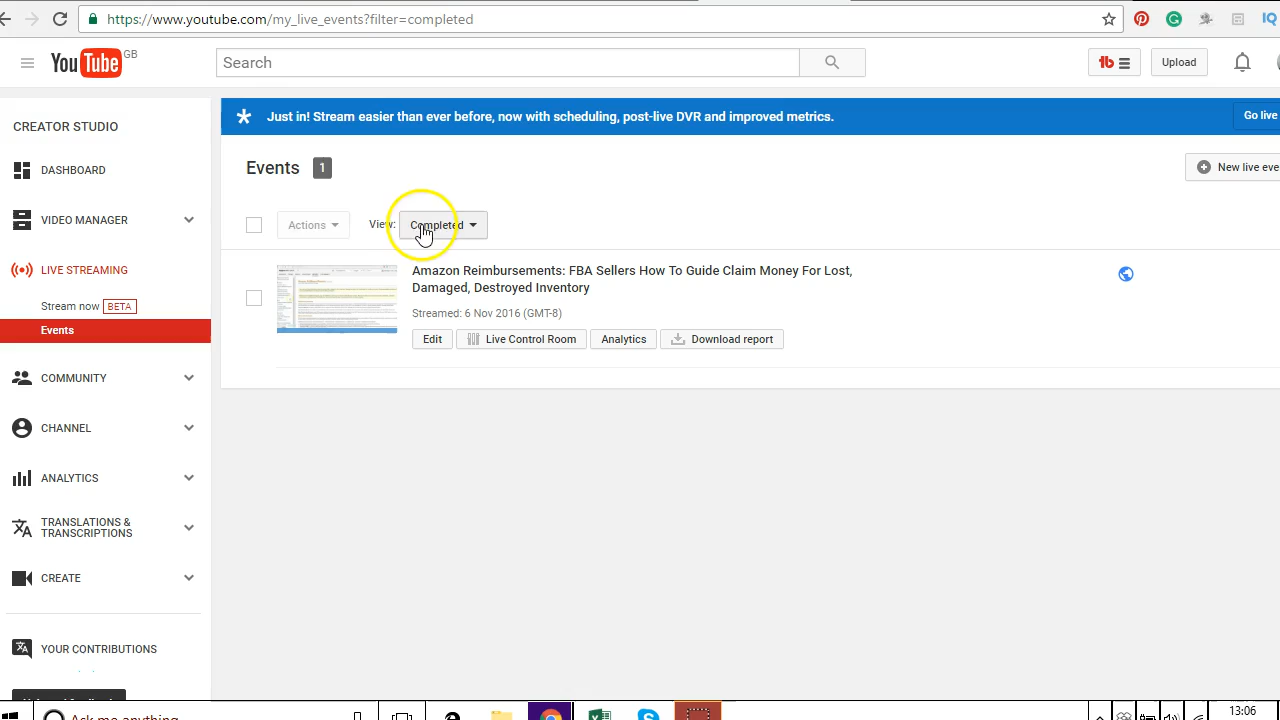 https://www.youtube.com/my_live_events?filter=completed
YouTube GB
Search
Upload
CREATOR STUDIO
Just in! Stream easier than ever before, now with scheduling, post-live DVR and improved metrics.
Go live
DASHBOARD
Events 1
New live eve
VIDEO MANAGER
Actions
View: Completed
LIVE STREAMING
Stream now BETA
Events
Amazon Reimbursements: FBA Sellers How To Guide Claim Money For Lost,
Damaged, Destroyed Inventory
Streamed: 6 Nov 2016 (GMT-8)
Edit
Live Control Room
Analytics
Download report
COMMUNITY
CHANNEL
ANALYTICS
TRANSLATIONS &
TRANSCRIPTIONS
CREATE
YOUR CONTRIBUTIONS
Ask me anything
13:06